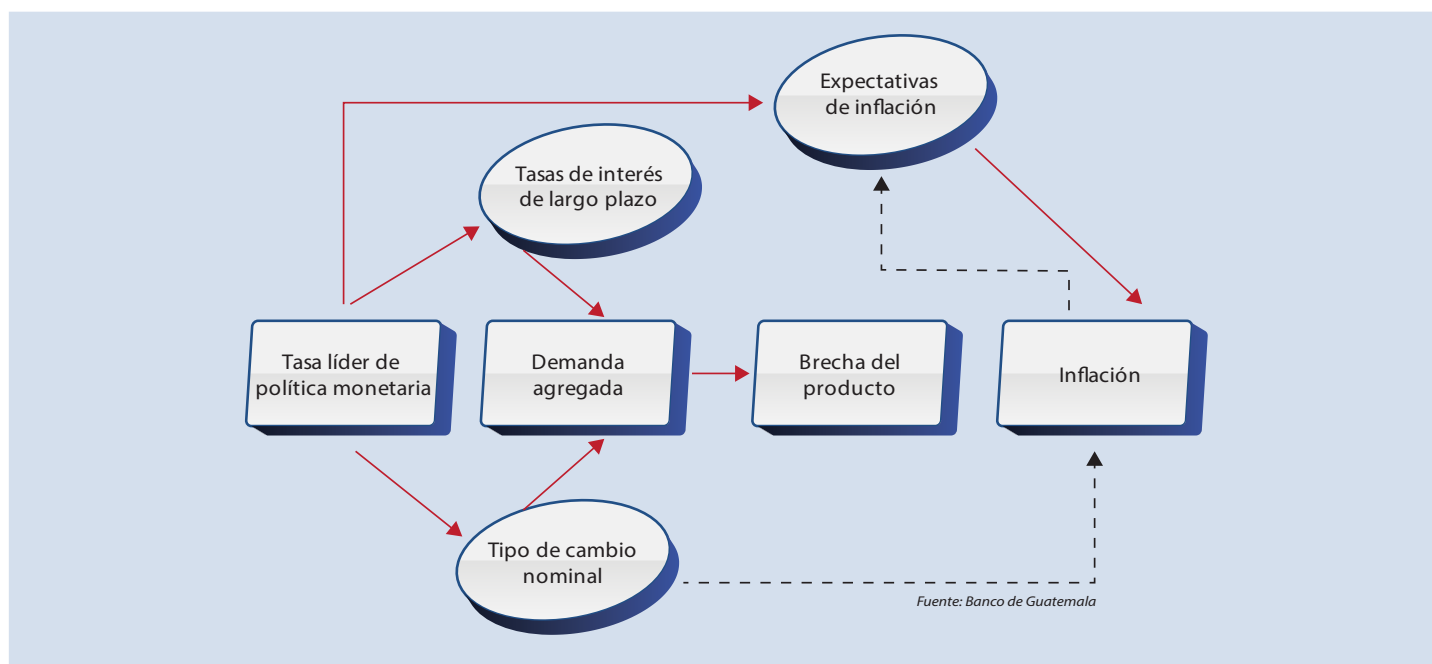 Expectativas
de inflación
Tasas de interés
de largo plazo
Tasa líder de
política monetaria
Demanda
agregada
Brecha del
producto
Inflación
Tipo de cambio
nominal
Fuente: Banco de Guatemala